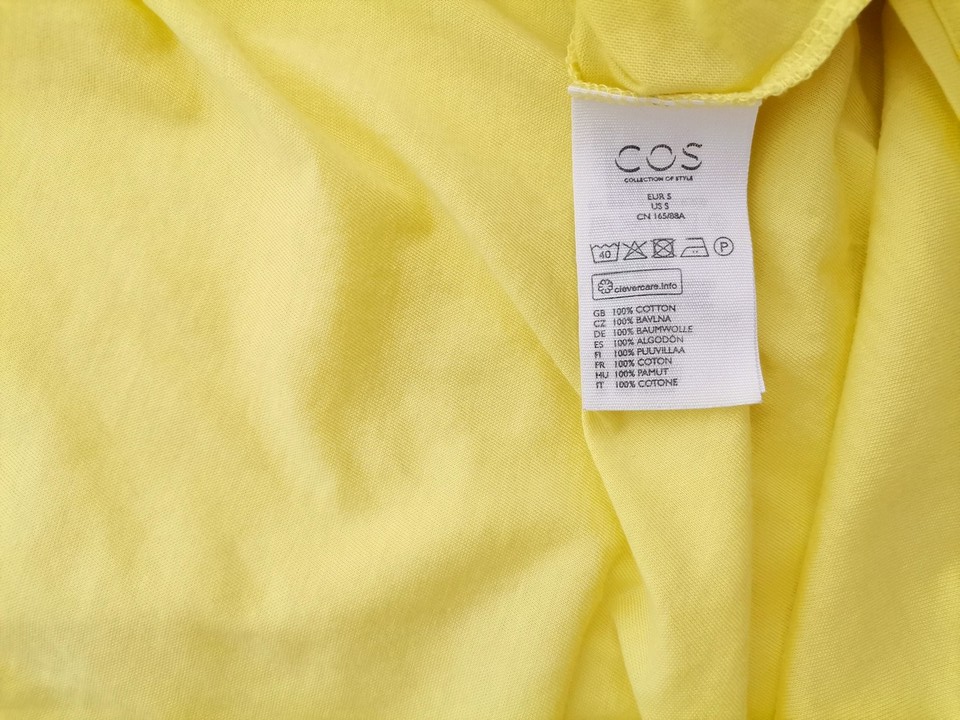 COS
COLLECTION OF STYLE
EUR S
US S
CN 165/88A
40 P
clevercare.info
GB 100% COTTON
CZ 100% BAVLNA
DE 100% BAUMWOLLE
ES 100% ALGODÓN
FI 100% PUUVILLAA
FR 100% COTON
HU 100% PAMUT
IT 100% COTONE